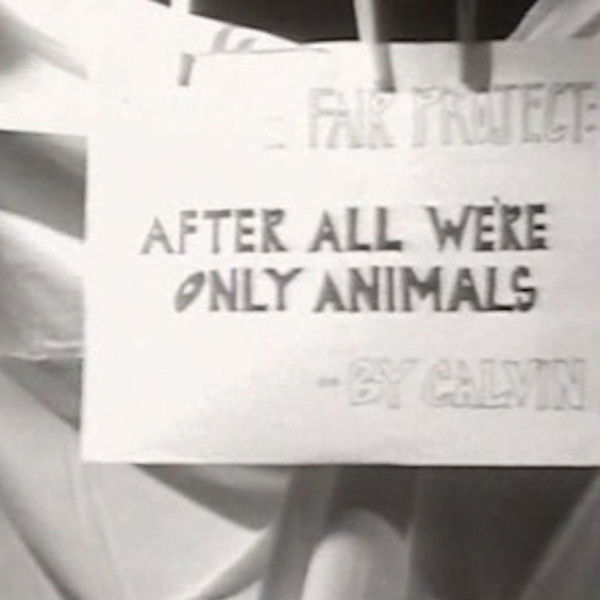 FAIR PROJECT:
AFTER ALL WE'RE
ONLY ANIMALS
- BY CALVIN